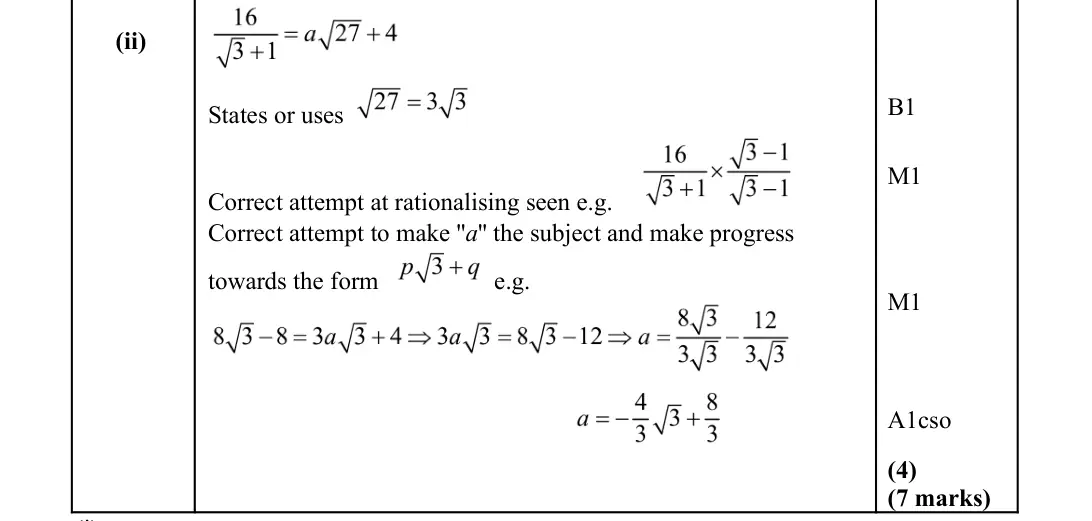 (ii)
16/(√3+1) = a√27 + 4
States or uses √27 = 3√3
B1
Correct attempt at rationalising seen e.g. 16/(√3+1) × (√3−1)/(√3−1)
M1
Correct attempt to make "a" the subject and make progress
towards the form p√3 + q e.g.
8√3 − 8 = 3a√3 + 4 ⇒ 3a√3 = 8√3 − 12 ⇒ a = 8√3/3√3 − 12/3√3
M1
a = −4/3 √3 + 8/3
A1cso
(4)
(7 marks)